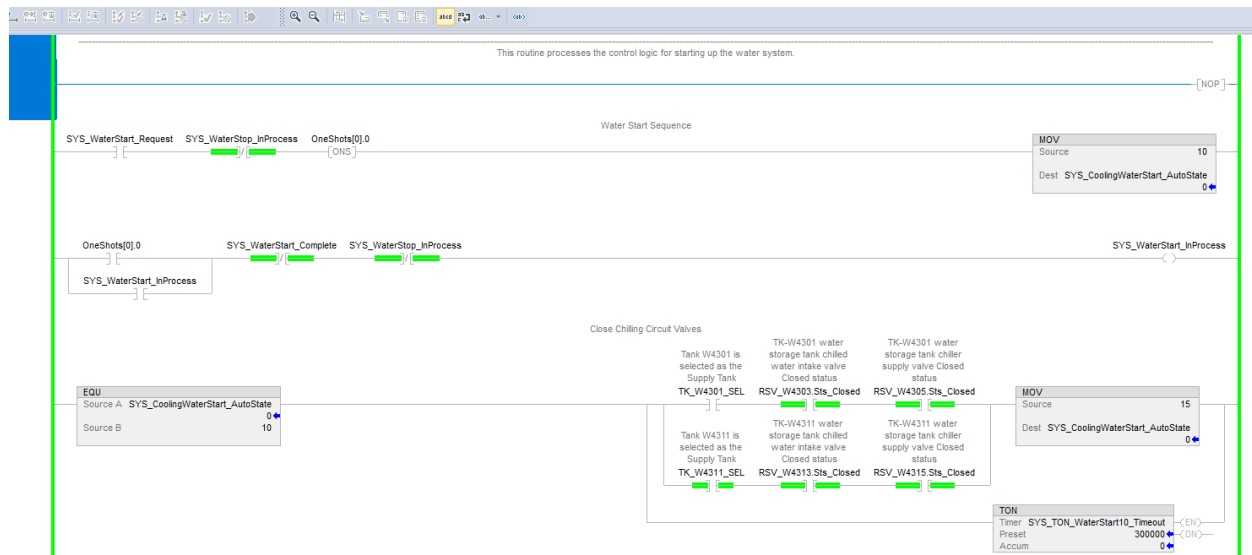 This routine processes the control logic for starting up the water system.
NOP
Water Start Sequence
SYS_WaterStart_Request SYS_WaterStop_InProcess OneShots[0].0
ONS
MOV
Source 10
Dest SYS_CoolingWaterStart_AutoState
0
OneShots[0].0 SYS_WaterStart_Complete SYS_WaterStop_InProcess SYS_WaterStart_InProcess
SYS_WaterStart_InProcess
Close Chilling Circuit Valves
EQU
Source A SYS_CoolingWaterStart_AutoState
0
Source B 10
Tank W4301 is
selected as the
Supply Tank
TK_W4301_SEL
TK-W4301 water
storage tank chilled
water intake valve
Closed status
RSV_W4303.Sts_Closed
TK-W4301 water
storage tank chiller
supply valve Closed
status
RSV_W4305.Sts_Closed
MOV
Source 15
Dest SYS_CoolingWaterStart_AutoState
0
Tank W4311 is
selected as the
Supply Tank
TK_W4311_SEL
TK-W4311 water
storage tank chilled
water intake valve
Closed status
RSV_W4313.Sts_Closed
TK-W4311 water
storage tank chiller
supply valve Closed
status
RSV_W4315.Sts_Closed
TON
Timer SYS_TON_WaterStart10_Timeout
EN
Preset 300000
DN
Accum 0